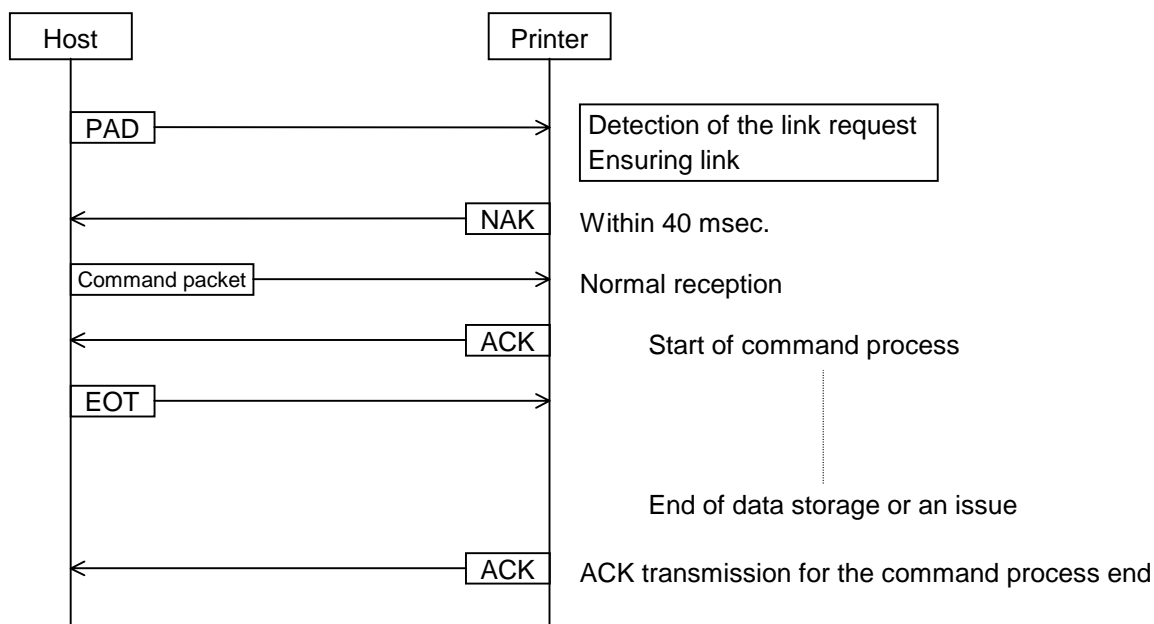 Host
Printer
PAD
Detection of the link request
Ensuring link
NAK
Within 40 msec.
Command packet
Normal reception
ACK
Start of command process
EOT
End of data storage or an issue
ACK
ACK transmission for the command process end